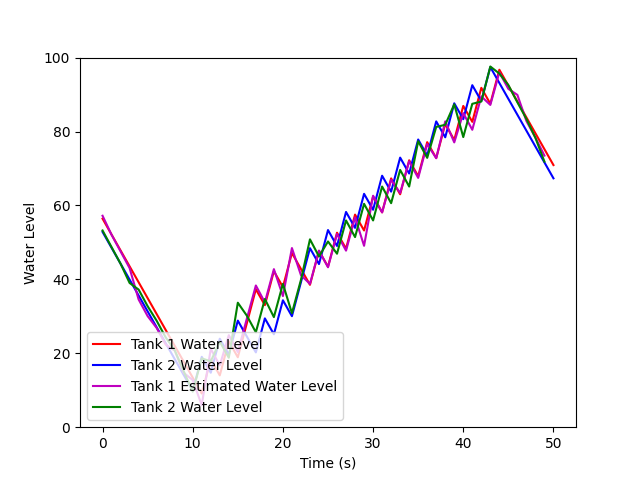 100
80
60
40
20
0
Water Level
Tank 1 Water Level
Tank 2 Water Level
Tank 1 Estimated Water Level
Tank 2 Water Level
0 10 20 30 40 50
Time (s)